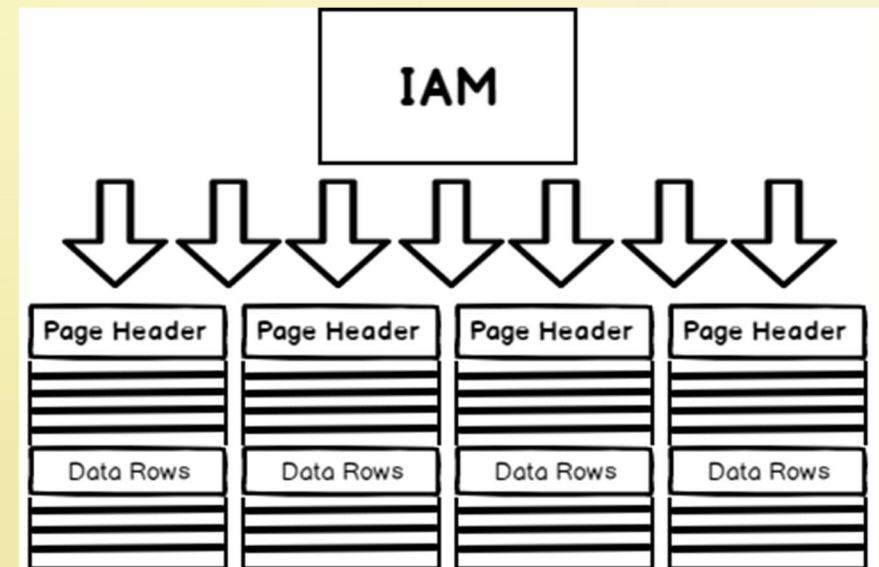 IAM
Page Header Page Header Page Header Page Header
Data Rows Data Rows Data Rows Data Rows